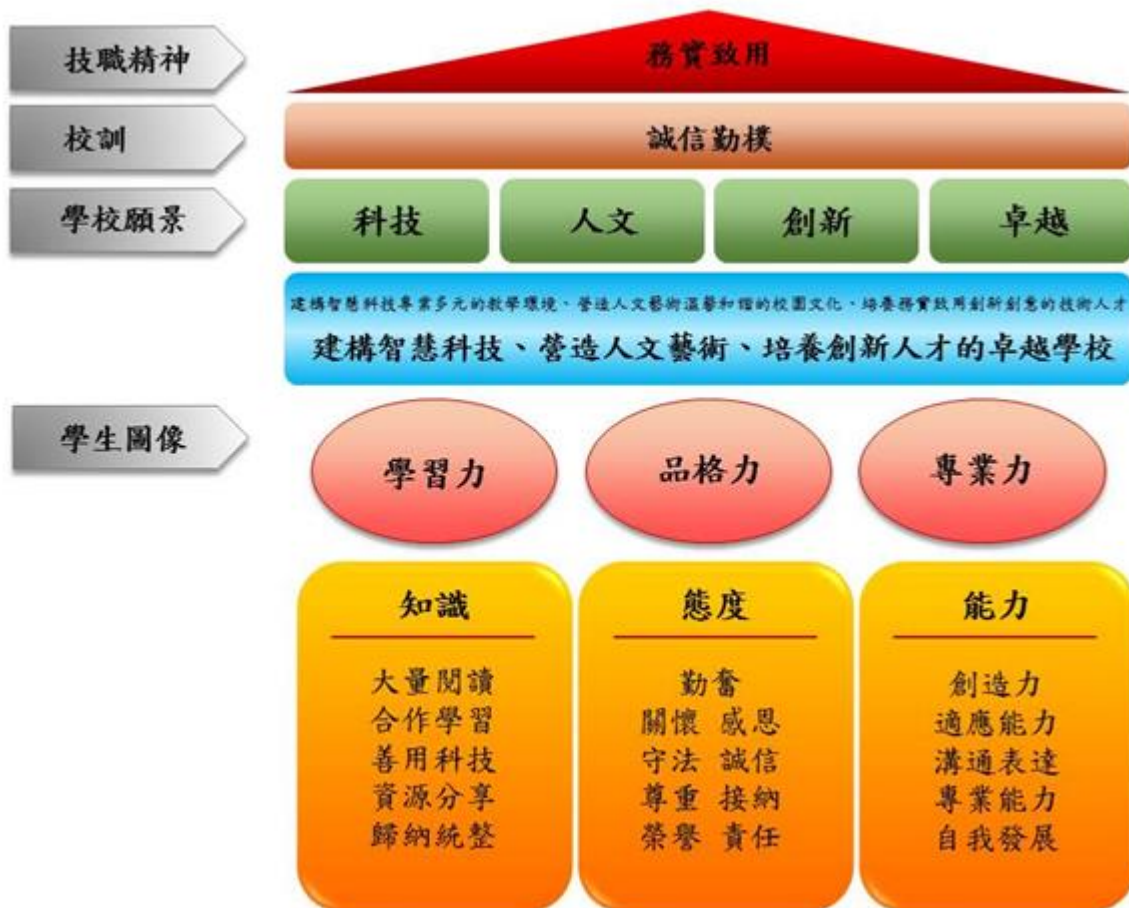 技職精神
務實致用
校訓
誠信勤樸
學校願景
科技
人文
創新
卓越
建構智慧科技專業多元的教學環境、營造人文藝術溫馨和諧的校園文化、培養務實致用創新創意的技術人才
建構智慧科技、營造人文藝術、培養創新人才的卓越學校
學生圖像
學習力
品格力
專業力
知識
大量閱讀
合作學習
善用科技
資源分享
歸納統整
態度
勤奮
關懷 感恩
守法 誠信
尊重 接納
榮譽 責任
能力
創造力
適應能力
溝通表達
專業能力
自我發展